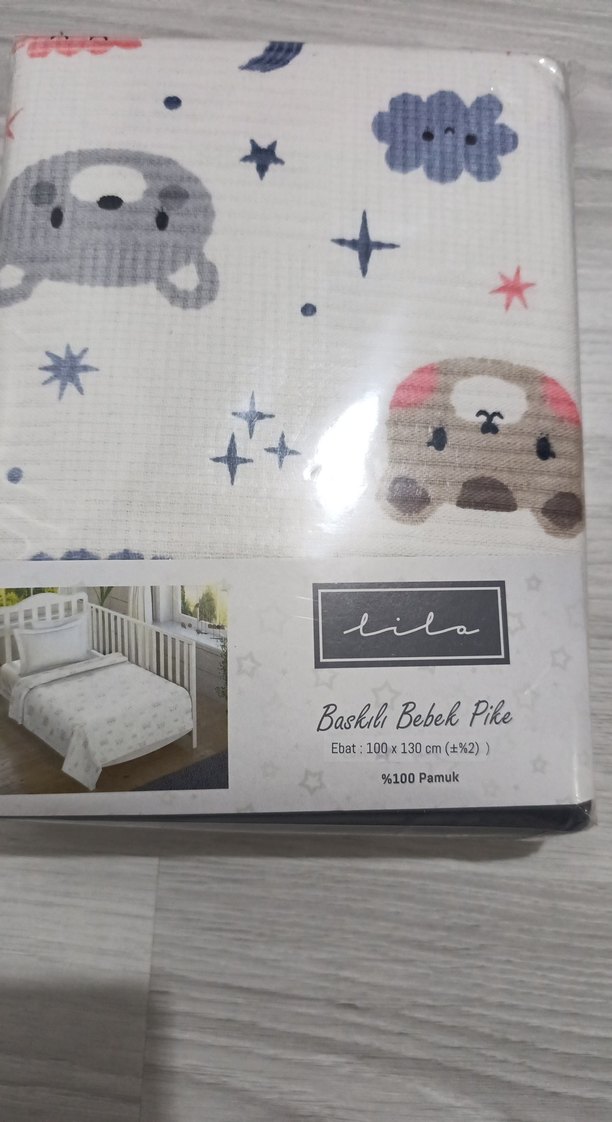 lila
Baskılı Bebek Pike
Ebat : 100 x 130 cm (±%2) )
%100 Pamuk